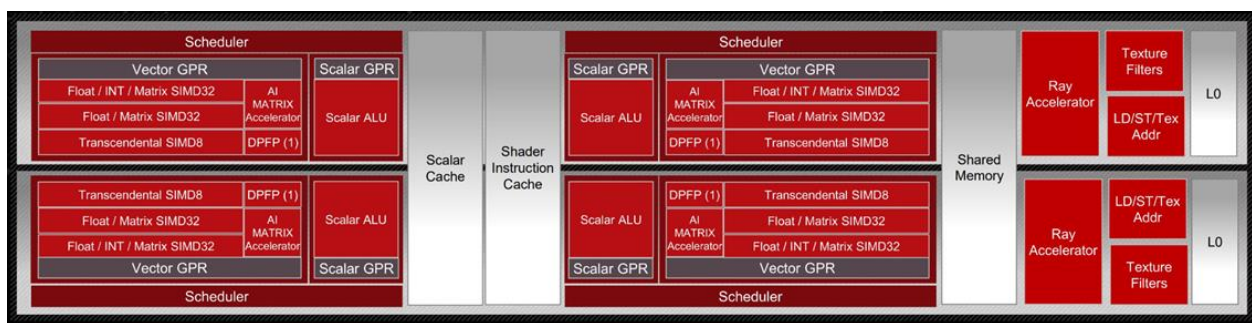 Scheduler
Vector GPR
Scalar GPR
Float / INT / Matrix SIMD32
Float / Matrix SIMD32
Transcendental SIMD8
AI
MATRIX
Accelerator
DPFP (1)
Scalar ALU
Transcendental SIMD8
DPFP (1)
Float / Matrix SIMD32
Float / INT / Matrix SIMD32
AI
MATRIX
Accelerator
Scalar ALU
Vector GPR
Scalar GPR
Scheduler
Scalar
Cache
Shader
Instruction
Cache
Scheduler
Scalar GPR
Vector GPR
Scalar ALU
AI
MATRIX
Accelerator
DPFP (1)
Float / INT / Matrix SIMD32
Float / Matrix SIMD32
Transcendental SIMD8
Scalar ALU
DPFP (1)
AI
MATRIX
Accelerator
Transcendental SIMD8
Float / Matrix SIMD32
Float / INT / Matrix SIMD32
Scalar GPR
Vector GPR
Scheduler
Shared
Memory
Ray
Accelerator
Texture
Filters
LD/ST/Tex
Addr
L0
Ray
Accelerator
LD/ST/Tex
Addr
Texture
Filters
L0